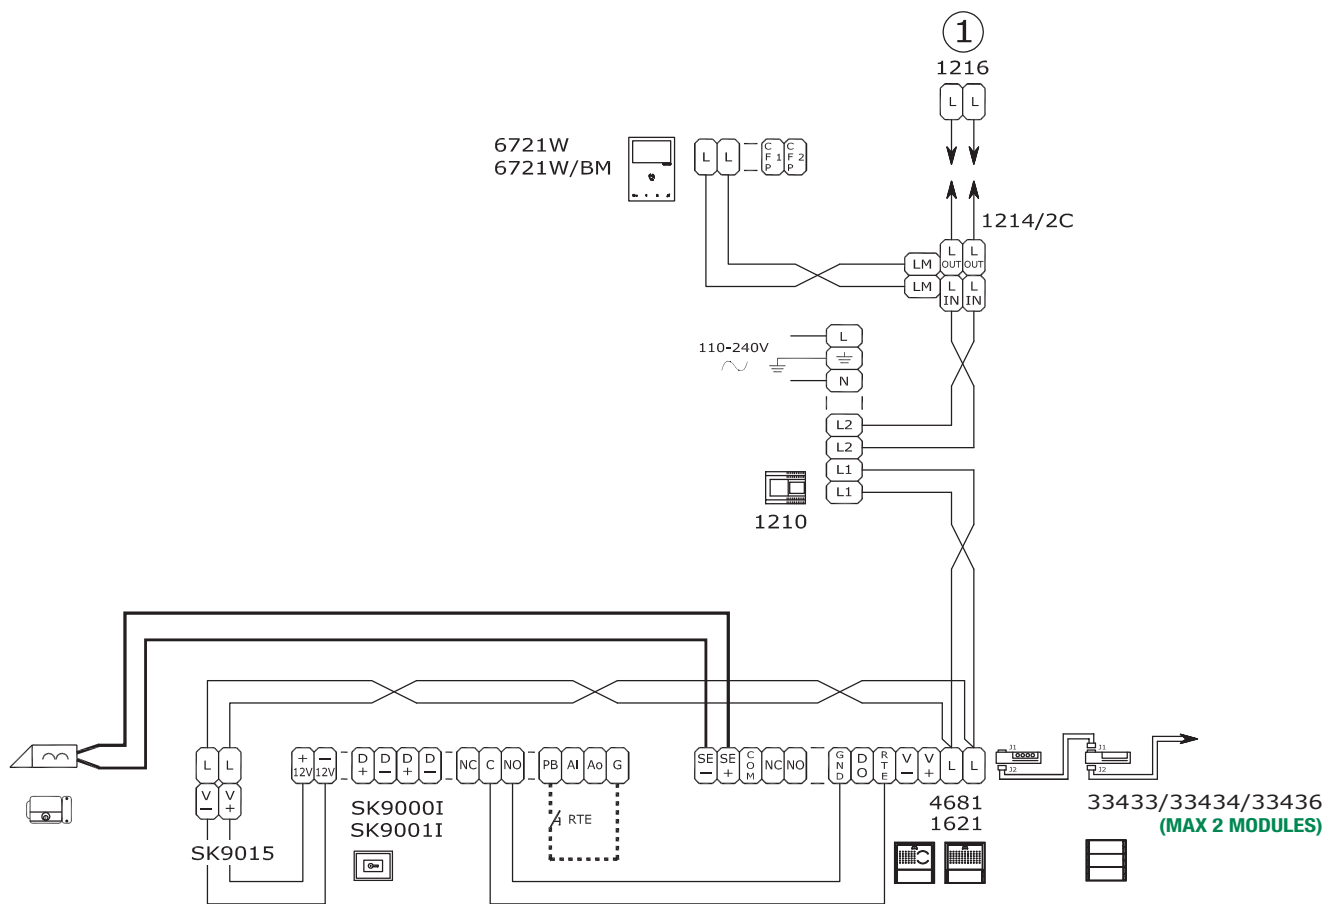 1
1216
L L
6721W
6721W/BM
L L CFP1 CFP2
1214/2C
LM L OUT L OUT
LM L IN L IN
110-240V
L
N
L2
L2
L1
L1
1210
L L
V − V +
SK9015
+ 12V − 12V D + D − D + D − NC C NO PB AI Ao G
RTE
SK9000I
SK9001I
SE − SE + COM NC NO GND DO RTE V − V + L L
J1
J2
J1
J2
4681
1621
33433/33434/33436
(MAX 2 MODULES)